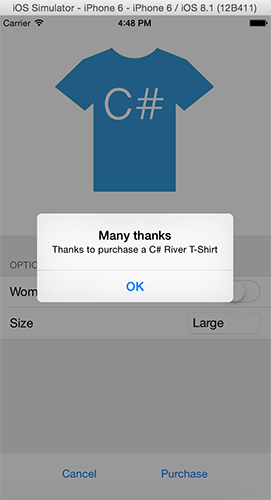 iOS Simulator - iPhone 6 - iPhone 6 / iOS 8.1 (12B411)
Carrier 4:48 PM
C#
Many thanks
Thanks to purchase a C# River T-Shirt
OK
OPTIO
Wom
Size Large
Cancel Purchase